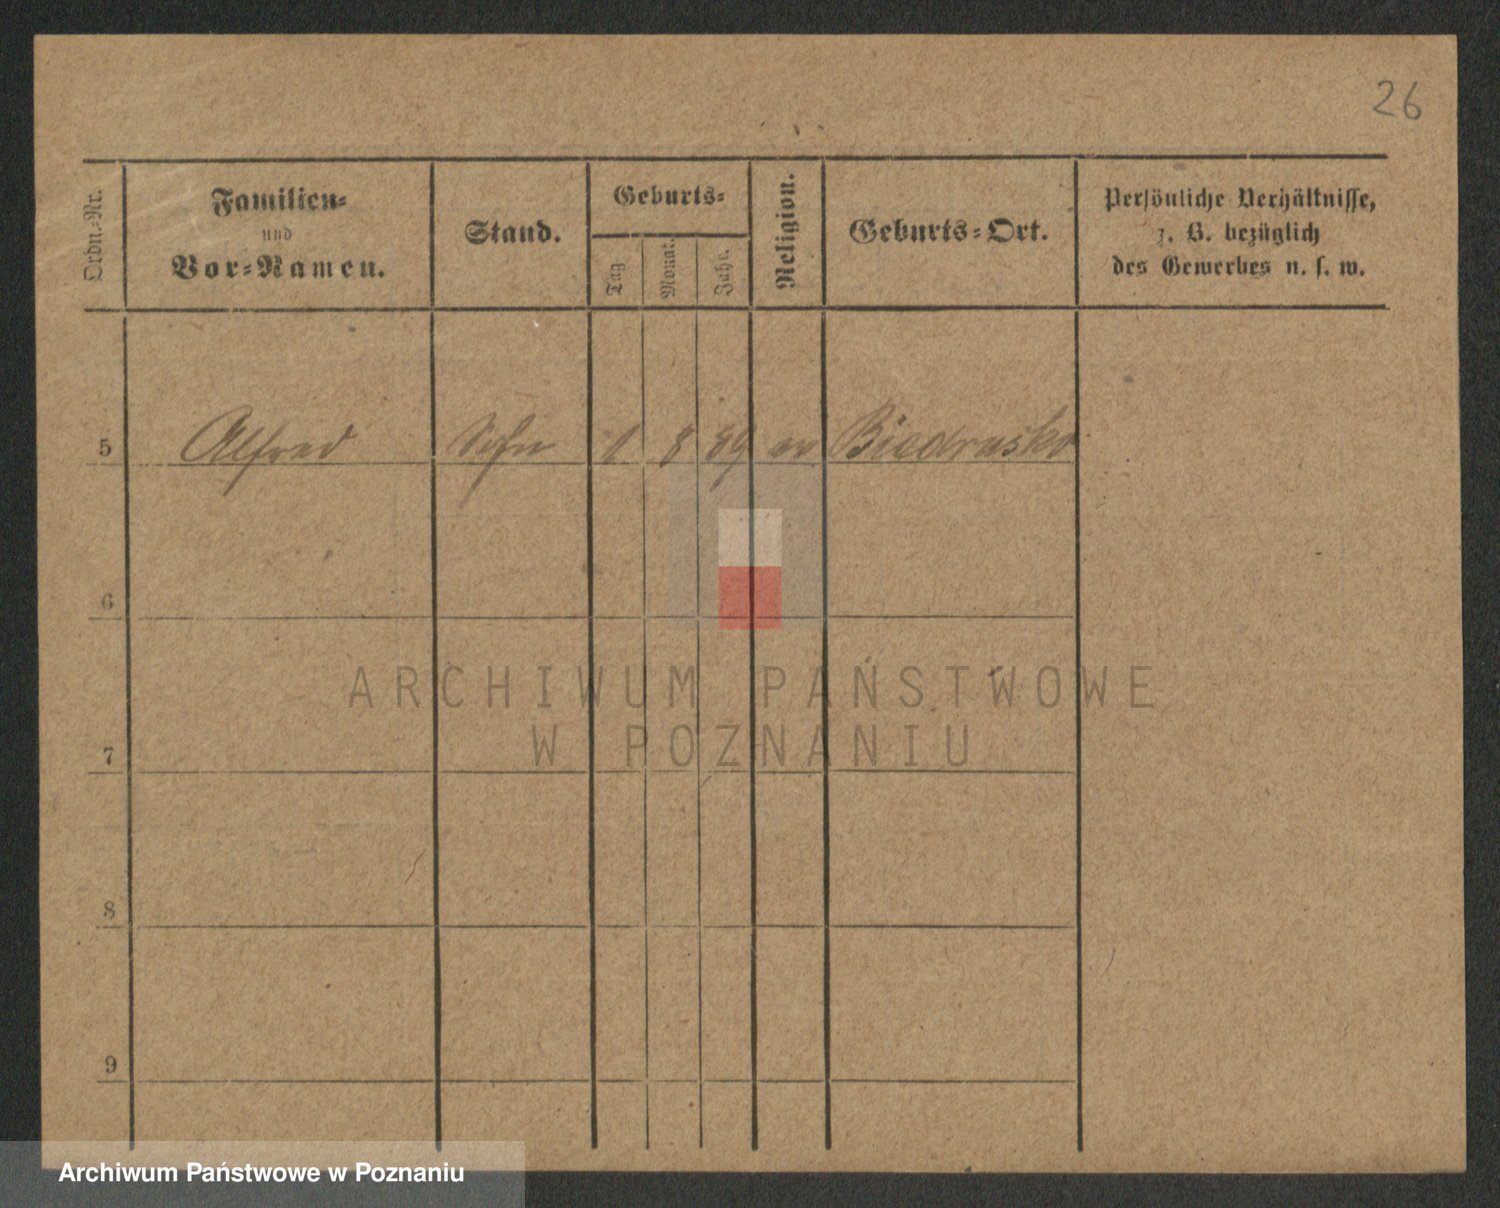 26
Ordn.-Nr.
Familien-
und
Vor-Namen.
Stand.
Geburts-
Tag
Monat.
Jahr.
Religion.
Geburts-Ort.
Persönliche Verhältnisse,
z. B. bezüglich
des Gewerbes u. s. w.
5 Alfred Sohn 1 8 89 ev Biedrusko
6
7
8
9
ARCHIWUM PAŃSTWOWE
W POZNANIU
Archiwum Państwowe w Poznaniu